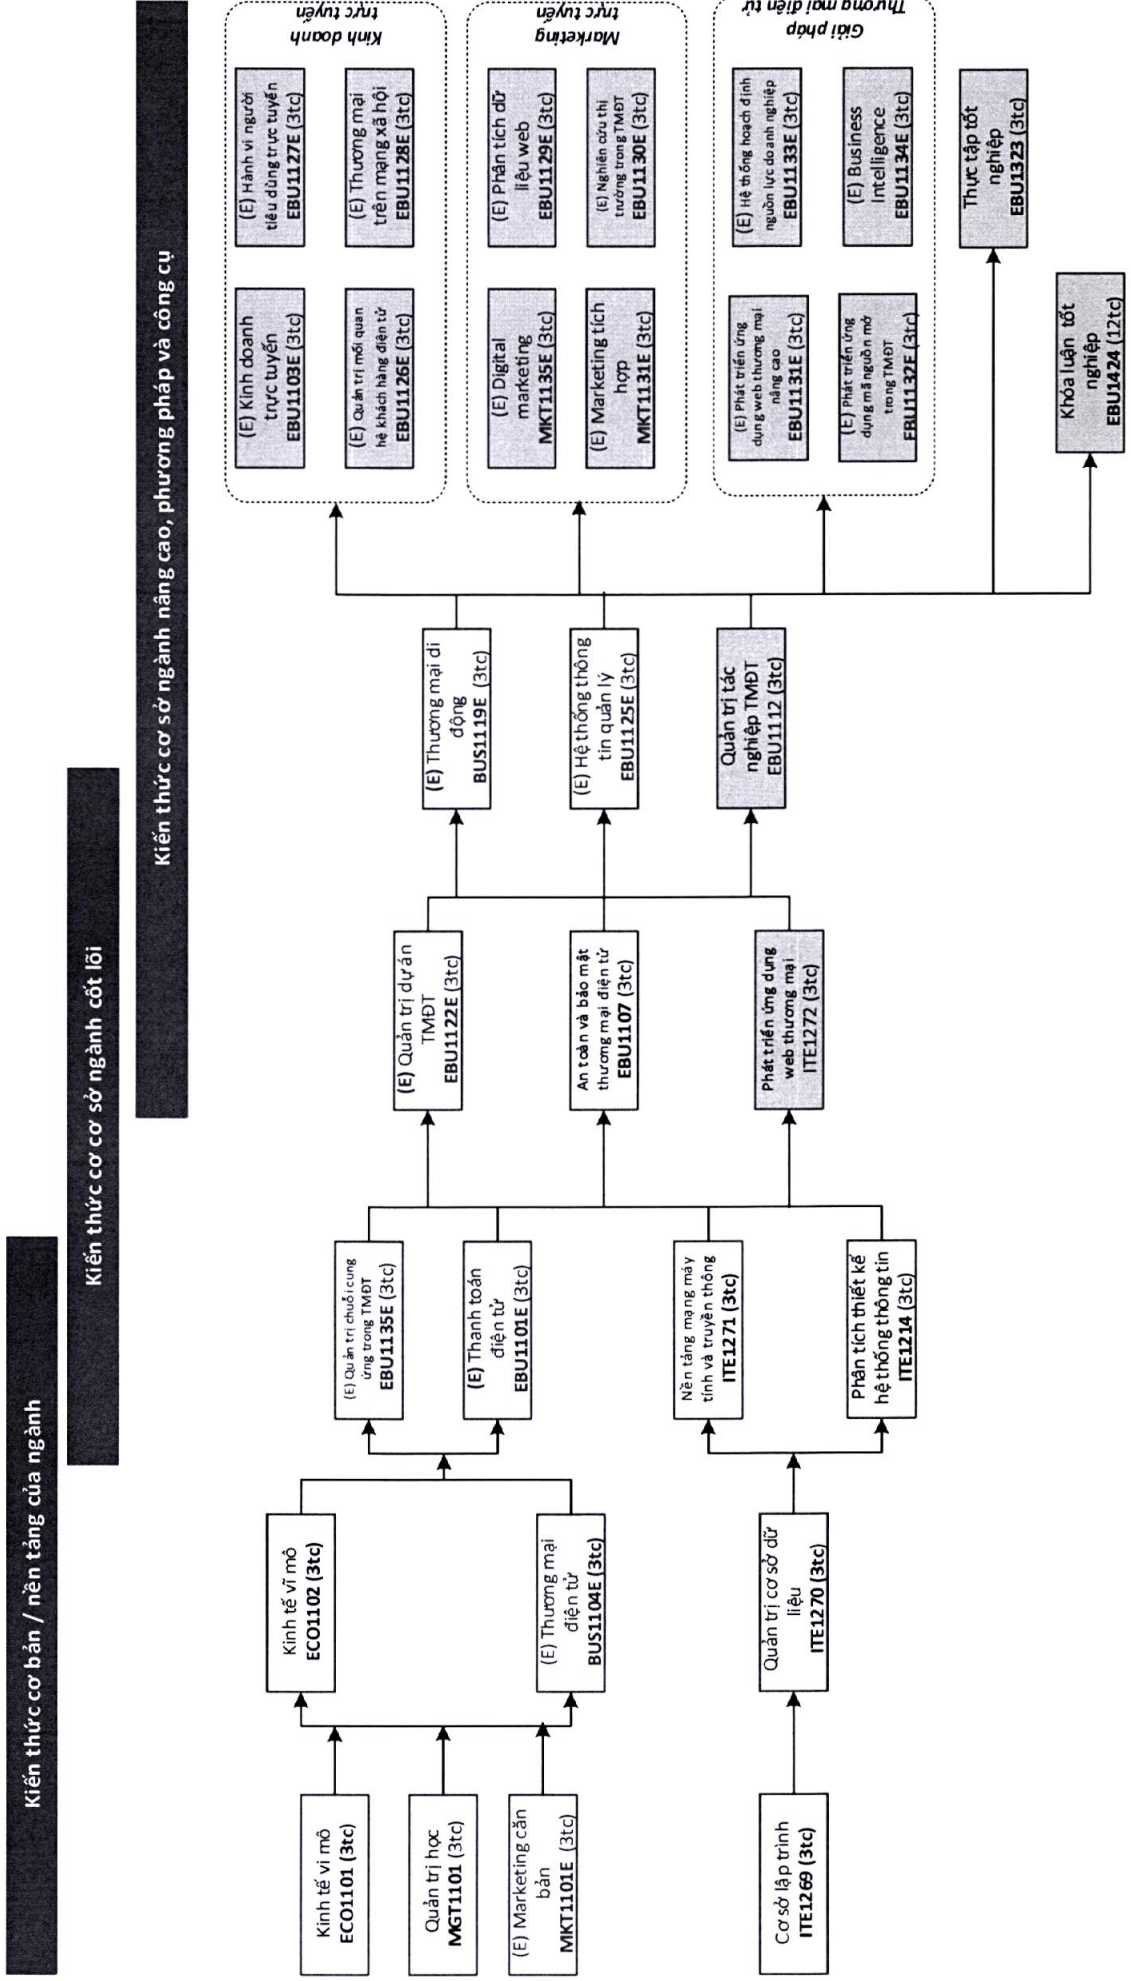 Kiến thức cơ bản / nền tảng của ngành
Kiến thức cơ cơ sở ngành cốt lõi
Kiến thức cơ sở ngành nâng cao, phương pháp và công cụ
Kinh tế vi mô
ECO1101 (3tc)
Quản trị học
MGT1101 (3tc)
(E) Marketing căn
bản
MKT1101E (3tc)
Cơ sở lập trình
ITE1269 (3tc)
Kinh tế vĩ mô
ECO1102 (3tc)
(E) Thương mại
điện tử
BUS1104E (3tc)
Quản trị cơ sở dữ
liệu
ITE1270 (3tc)
(E) Quản trị chuỗi cung
ứng trong TMĐT
EBU1135E (3tc)
(E) Thanh toán
điện tử
EBU1101E (3tc)
Nền tảng mạng máy
tính và truyền thông
ITE1271 (3tc)
Phân tích thiết kế
hệ thống thông tin
ITE1214 (3tc)
(E) Quản trị dự án
TMĐT
EBU1122E (3tc)
An toàn và bảo mật
thương mại điện tử
EBU1107 (3tc)
Phát triển ứng dụng
web thương mại
ITE1272 (3tc)
(E) Thương mại di
động
BUS1119E (3tc)
(E) Hệ thống thông
tin quản lý
EBU1125E (3tc)
Quản trị tác
nghiệp TMĐT
EBU1112 (3tc)
(E) Kinh doanh
trực tuyến
EBU1103E (3tc)
(E) Hành vi người
tiêu dùng trực tuyến
EBU1127E (3tc)
(E) Quản trị mối quan
hệ khách hàng điện tử
EBU1126E (3tc)
(E) Thương mại
trên mạng xã hội
EBU1128E (3tc)
Kinh doanh
trực tuyến
(E) Digital
marketing
MKT1135E (3tc)
(E) Phân tích dữ
liệu web
EBU1129E (3tc)
(E) Marketing tích
hợp
MKT1131E (3tc)
(E) Nghiên cứu thị
trường trong TMĐT
EBU1130E (3tc)
Marketing
trực tuyến
(E) Phát triển ứng
dụng web thương mại
nâng cao
EBU1131E (3tc)
(E) Hệ thống hoạch định
nguồn lực doanh nghiệp
EBU1133E (3tc)
(E) Phát triển ứng
dụng mã nguồn mở
trong TMĐT
EBU1132E (3tc)
(E) Business
Intelligence
EBU1134E (3tc)
Giải pháp
Thương mại điện tử
Thực tập tốt
nghiệp
EBU1323 (3tc)
Khóa luận tốt
nghiệp
EBU1424 (12tc)